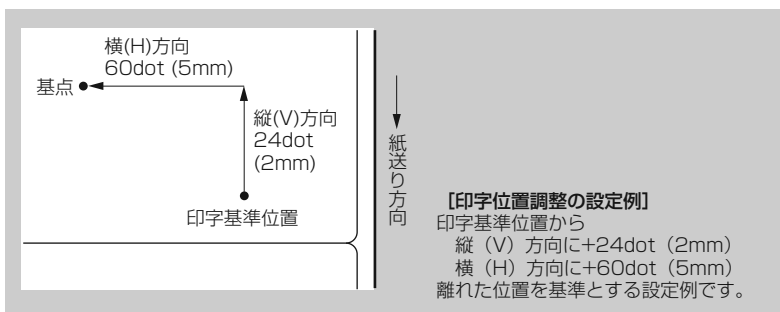 横(H)方向
60dot (5mm)
基点
縦(V)方向
24dot
(2mm)
印字基準位置
紙送り方向
［印字位置調整の設定例］
印字基準位置から
縦（V）方向に+24dot（2mm）
横（H）方向に+60dot（5mm）
離れた位置を基準とする設定例です。